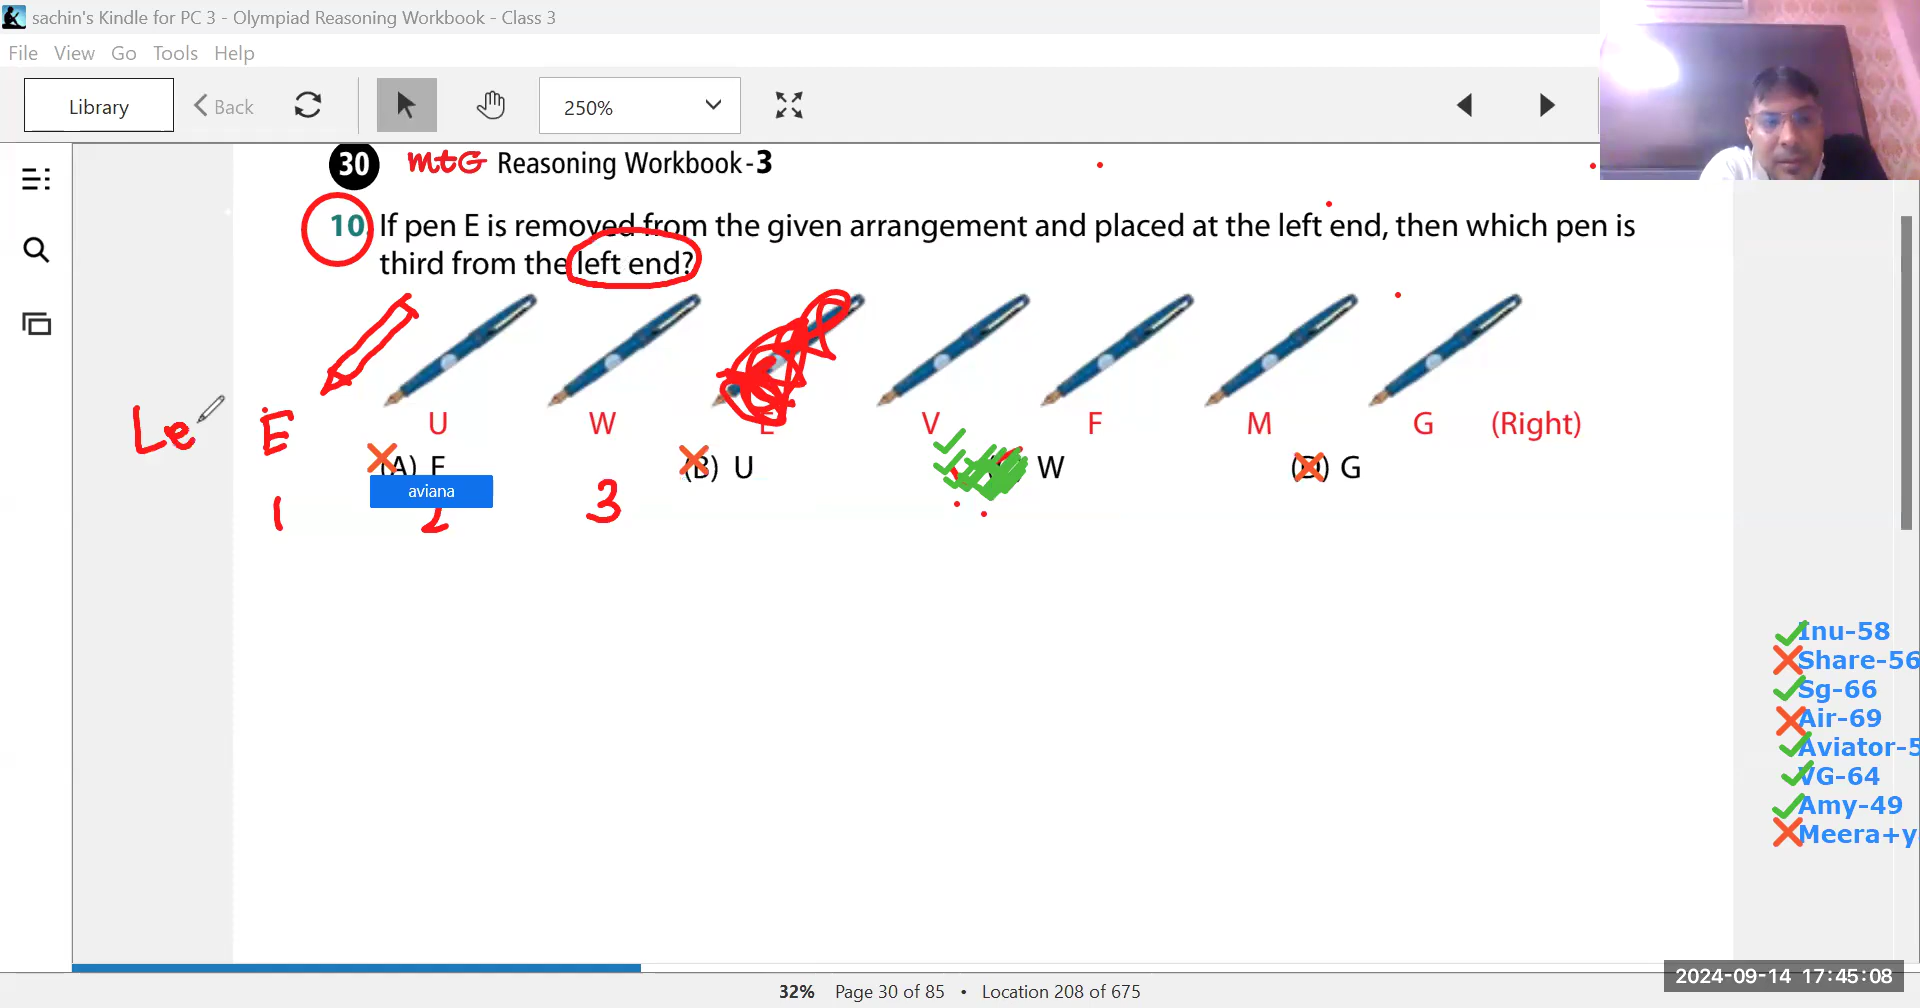 sachin's Kindle for PC 3 - Olympiad Reasoning Workbook - Class 3
File View Go Tools Help
Library Back 250%
30 mtG Reasoning Workbook-3
10 If pen E is removed from the given arrangement and placed at the left end, then which pen is
third from the left end?
Le E U W E V F M G (Right)
(A) F (B) U W (D) G
aviana
1 2 3
Inu-58
Share-56
Sg-66
Air-69
Aviator-5
VG-64
Amy-49
Meera+y
2024-09-14 17:45:08
32% Page 30 of 85 • Location 208 of 675